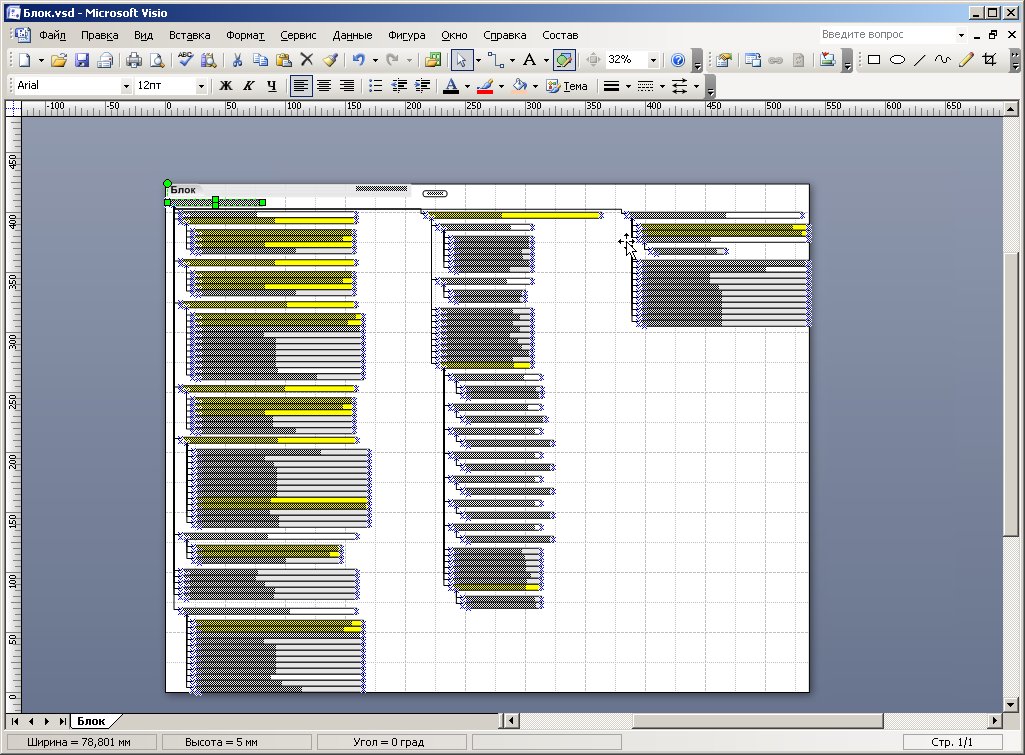 Блок.vsd - Microsoft Visio
Файл Правка Вид Вставка Формат Сервис Данные Фигура Окно Справка Состав Введите вопрос
ABC A 32%
Arial 12пт Ж К Ч A Тема
-100 -50 0 50 100 150 200 250 300 350 400 450 500 550 600 650
450
400
350
300
250
200
150
100
50
0
Блок
Блок
Ширина = 78,801 мм Высота = 5 мм Угол = 0 град Стр. 1/1